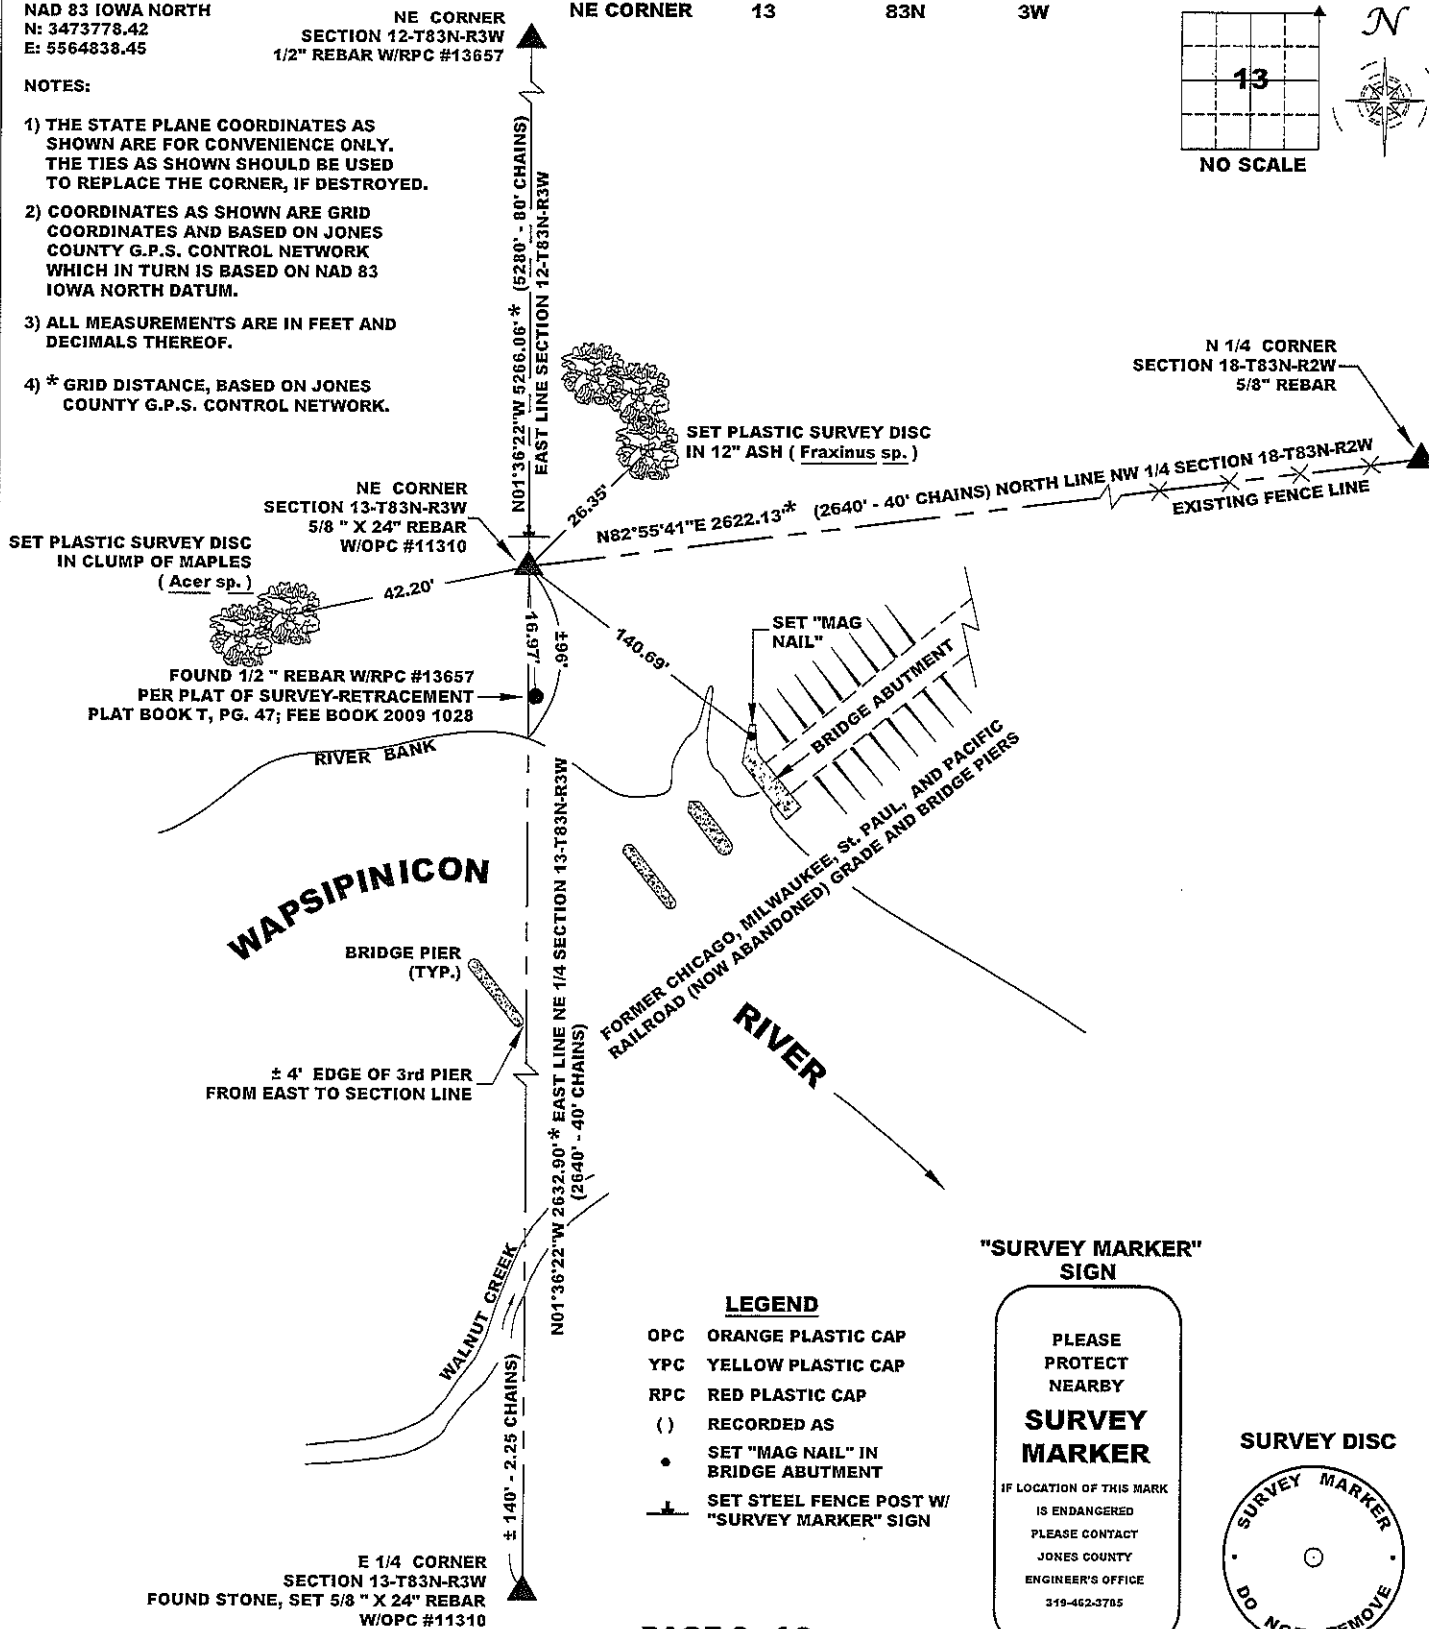 NAD 83 IOWA NORTH
N: 3473778.42
E: 5564838.45
NE CORNER
SECTION 12-T83N-R3W
1/2" REBAR W/RPC #13657
NE CORNER 13 83N 3W
13
NO SCALE
N
NOTES:
1) THE STATE PLANE COORDINATES AS
SHOWN ARE FOR CONVENIENCE ONLY.
THE TIES AS SHOWN SHOULD BE USED
TO REPLACE THE CORNER, IF DESTROYED.
2) COORDINATES AS SHOWN ARE GRID
COORDINATES AND BASED ON JONES
COUNTY G.P.S. CONTROL NETWORK
WHICH IN TURN IS BASED ON NAD 83
IOWA NORTH DATUM.
3) ALL MEASUREMENTS ARE IN FEET AND
DECIMALS THEREOF.
4) * GRID DISTANCE, BASED ON JONES
COUNTY G.P.S. CONTROL NETWORK.
N01°36'22"W 5266.06'* (5280' - 80' CHAINS)
EAST LINE SECTION 12-T83N-R3W
N 1/4 CORNER
SECTION 18-T83N-R2W
5/8" REBAR
SET PLASTIC SURVEY DISC
IN 12" ASH ( Fraxinus sp. )
26.35'
N82°55'41"E 2622.13'* (2640' - 40' CHAINS) NORTH LINE NW 1/4 SECTION 18-T83N-R2W
EXISTING FENCE LINE
NE CORNER
SECTION 13-T83N-R3W
5/8 " X 24" REBAR
W/OPC #11310
SET PLASTIC SURVEY DISC
IN CLUMP OF MAPLES
( Acer sp. )
42.20'
16.97'
±96'
140.69'
SET "MAG
NAIL"
BRIDGE ABUTMENT
FOUND 1/2 " REBAR W/RPC #13657
PER PLAT OF SURVEY-RETRACEMENT
PLAT BOOK T, PG. 47; FEE BOOK 2009 1028
RIVER BANK
FORMER CHICAGO, MILWAUKEE, St. PAUL, AND PACIFIC
RAILROAD (NOW ABANDONED) GRADE AND BRIDGE PIERS
WAPSIPINICON
RIVER
BRIDGE PIER
(TYP.)
± 4' EDGE OF 3rd PIER
FROM EAST TO SECTION LINE
N01°36'22"W 2632.90'* EAST LINE NE 1/4 SECTION 13-T83N-R3W
(2640' - 40' CHAINS)
WALNUT CREEK
± 140' - 2.25 CHAINS)
E 1/4 CORNER
SECTION 13-T83N-R3W
FOUND STONE, SET 5/8 " X 24" REBAR
W/OPC #11310
LEGEND
OPC ORANGE PLASTIC CAP
YPC YELLOW PLASTIC CAP
RPC RED PLASTIC CAP
( ) RECORDED AS
SET "MAG NAIL" IN
BRIDGE ABUTMENT
SET STEEL FENCE POST W/
"SURVEY MARKER" SIGN
"SURVEY MARKER"
SIGN
PLEASE
PROTECT
NEARBY
SURVEY
MARKER
IF LOCATION OF THIS MARK
IS ENDANGERED
PLEASE CONTACT
JONES COUNTY
ENGINEER'S OFFICE
319-462-3785
SURVEY DISC
SURVEY MARKER
DO NOT REMOVE